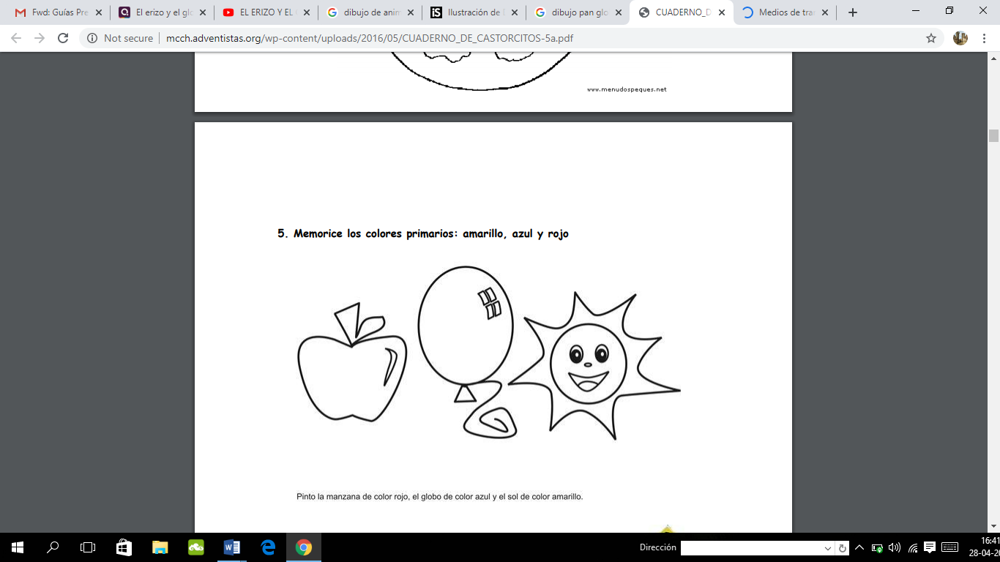 Fwd: Guías Pre
El erizo y el glo
EL ERIZO Y EL
dibujo de anim
Ilustración de
dibujo pan glo
CUADERNO_D
Medios de tra
Not secure
mcch.adventistas.org/wp-content/uploads/2016/05/CUADERNO_DE_CASTORCITOS-5a.pdf
www.menudospeques.net
5. Memorice los colores primarios: amarillo, azul y rojo
Pinto la manzana de color rojo, el globo de color azul y el sol de color amarillo.
Dirección
16:41
28-04-20